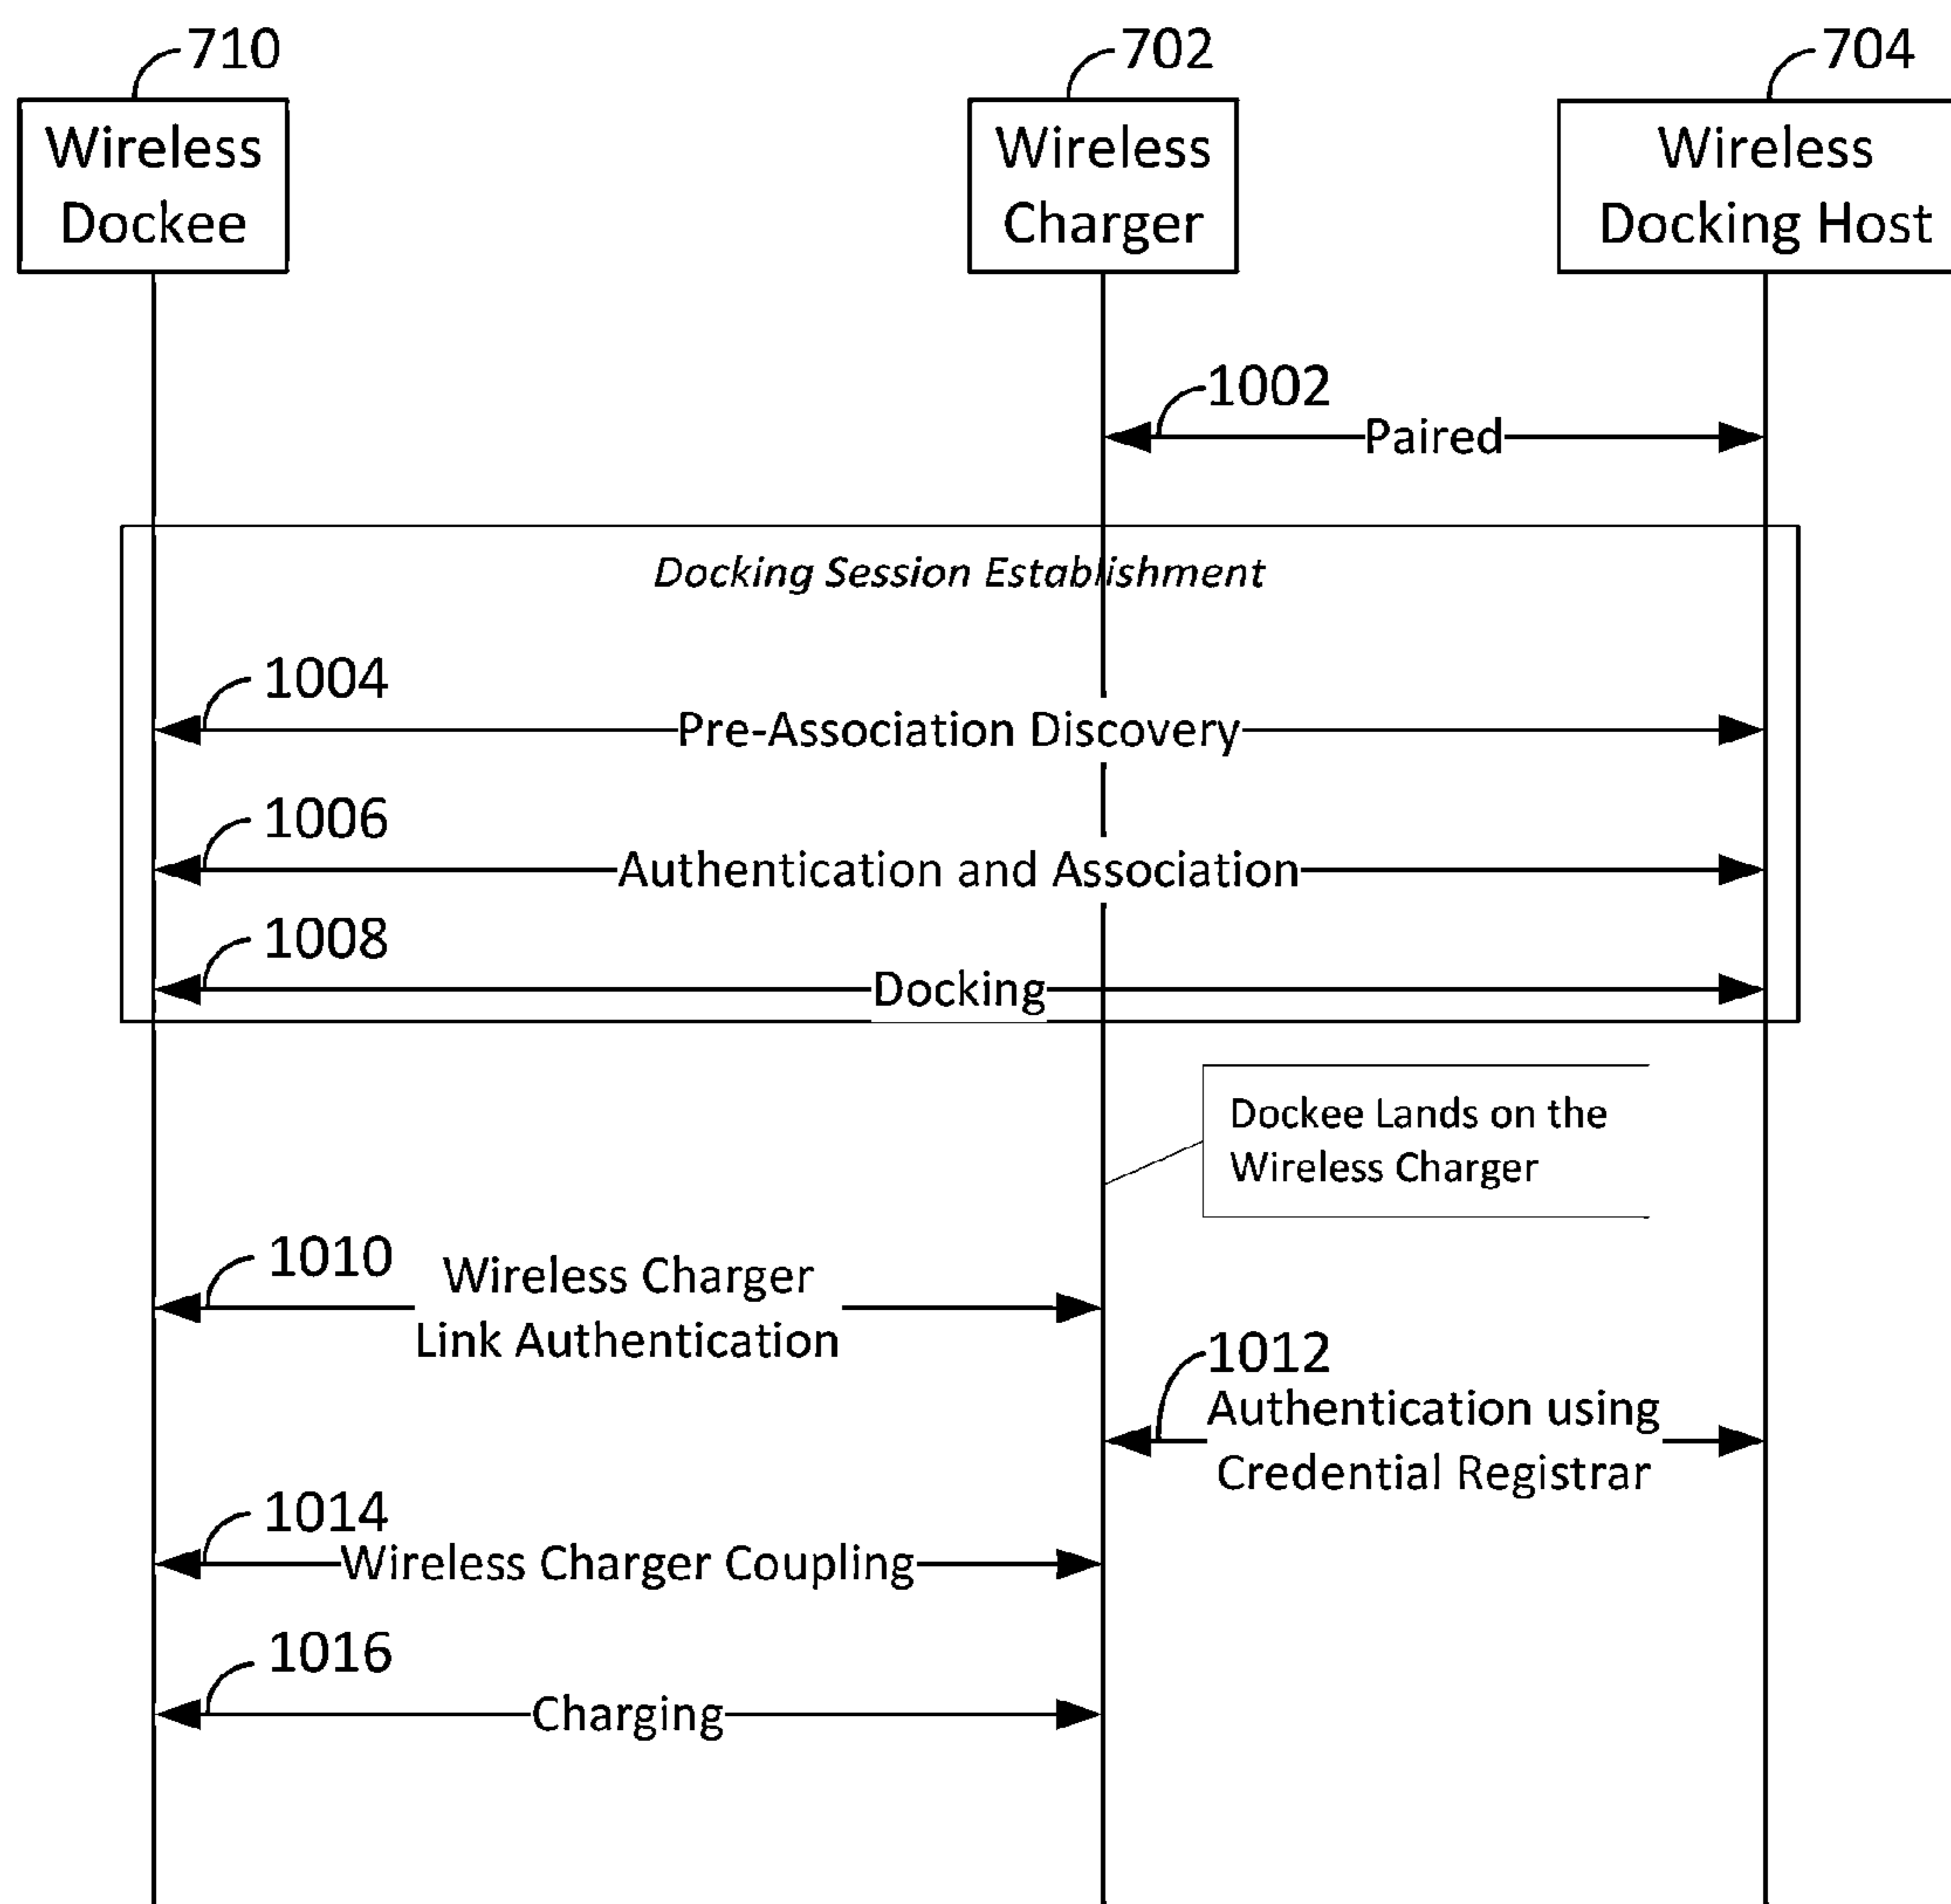 710
702
704
Wireless
Dockee
Wireless
Charger
Wireless
Docking Host
1002
Paired
Docking Session Establishment
1004
Pre-Association Discovery
1006
Authentication and Association
1008
Docking
Dockee Lands on the
Wireless Charger
1010
Wireless Charger
Link Authentication
1012
Authentication using
Credential Registrar
1014
Wireless Charger Coupling
1016
Charging